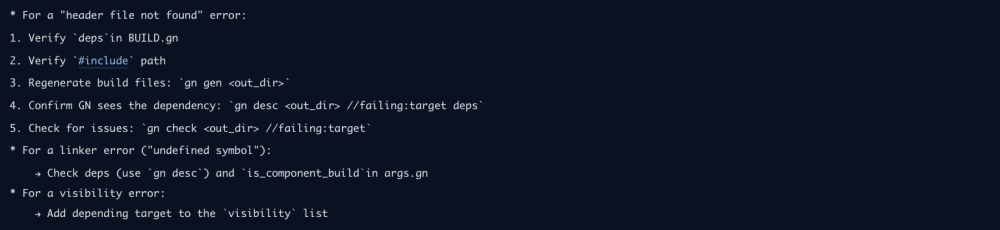 * For a "header file not found" error:
1. Verify `deps`in BUILD.gn
2. Verify `#include` path
3. Regenerate build files: `gn gen <out_dir>`
4. Confirm GN sees the dependency: `gn desc <out_dir> //failing:target deps`
5. Check for issues: `gn check <out_dir> //failing:target`
* For a linker error ("undefined symbol"):
→ Check deps (use `gn desc`) and `is_component_build`in args.gn
* For a visibility error:
→ Add depending target to the `visibility` list